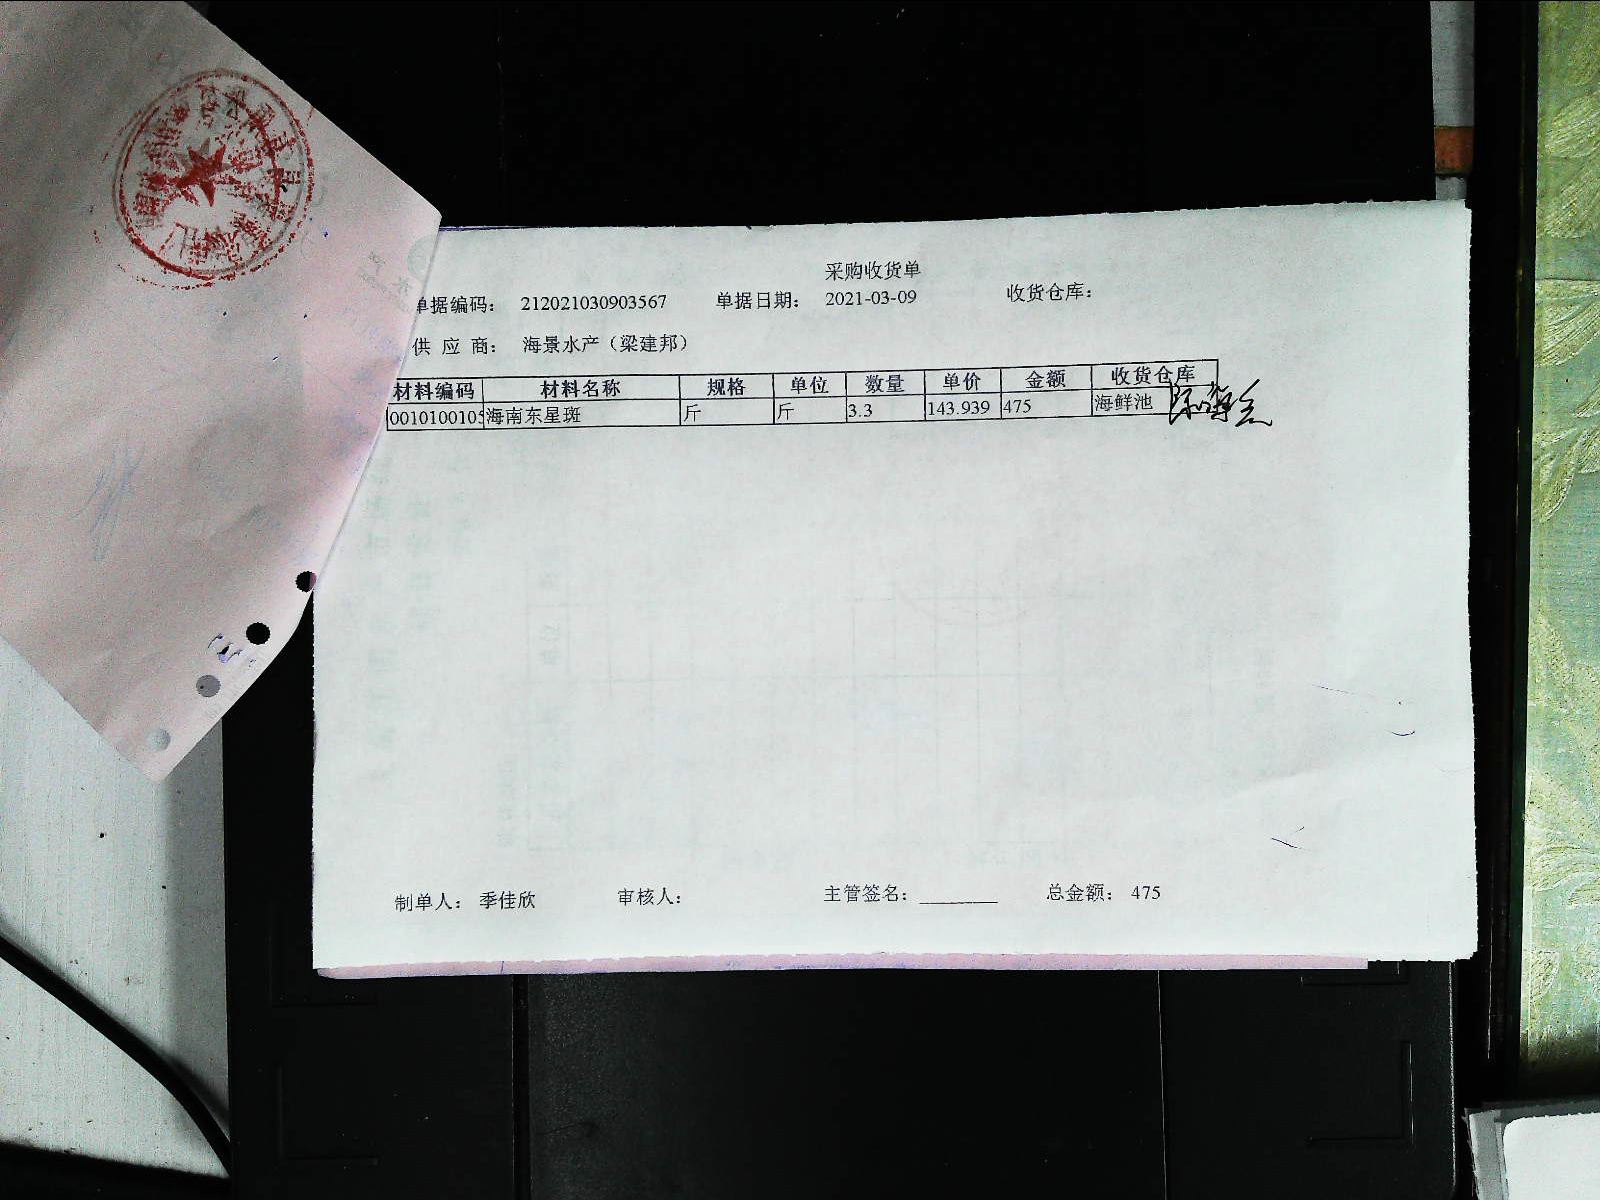 采购收货单
单据编码: 212021030903567 单据日期: 2021-03-09 收货仓库:
供 应 商: 海景水产（梁建邦）
材料编码 材料名称 规格 单位 数量 单价 金额 收货仓库
0010100105 海南东星斑 斤 斤 3.3 143.939 475 海鲜池
制单人: 季佳欣 审核人: 主管签名: 总金额: 475